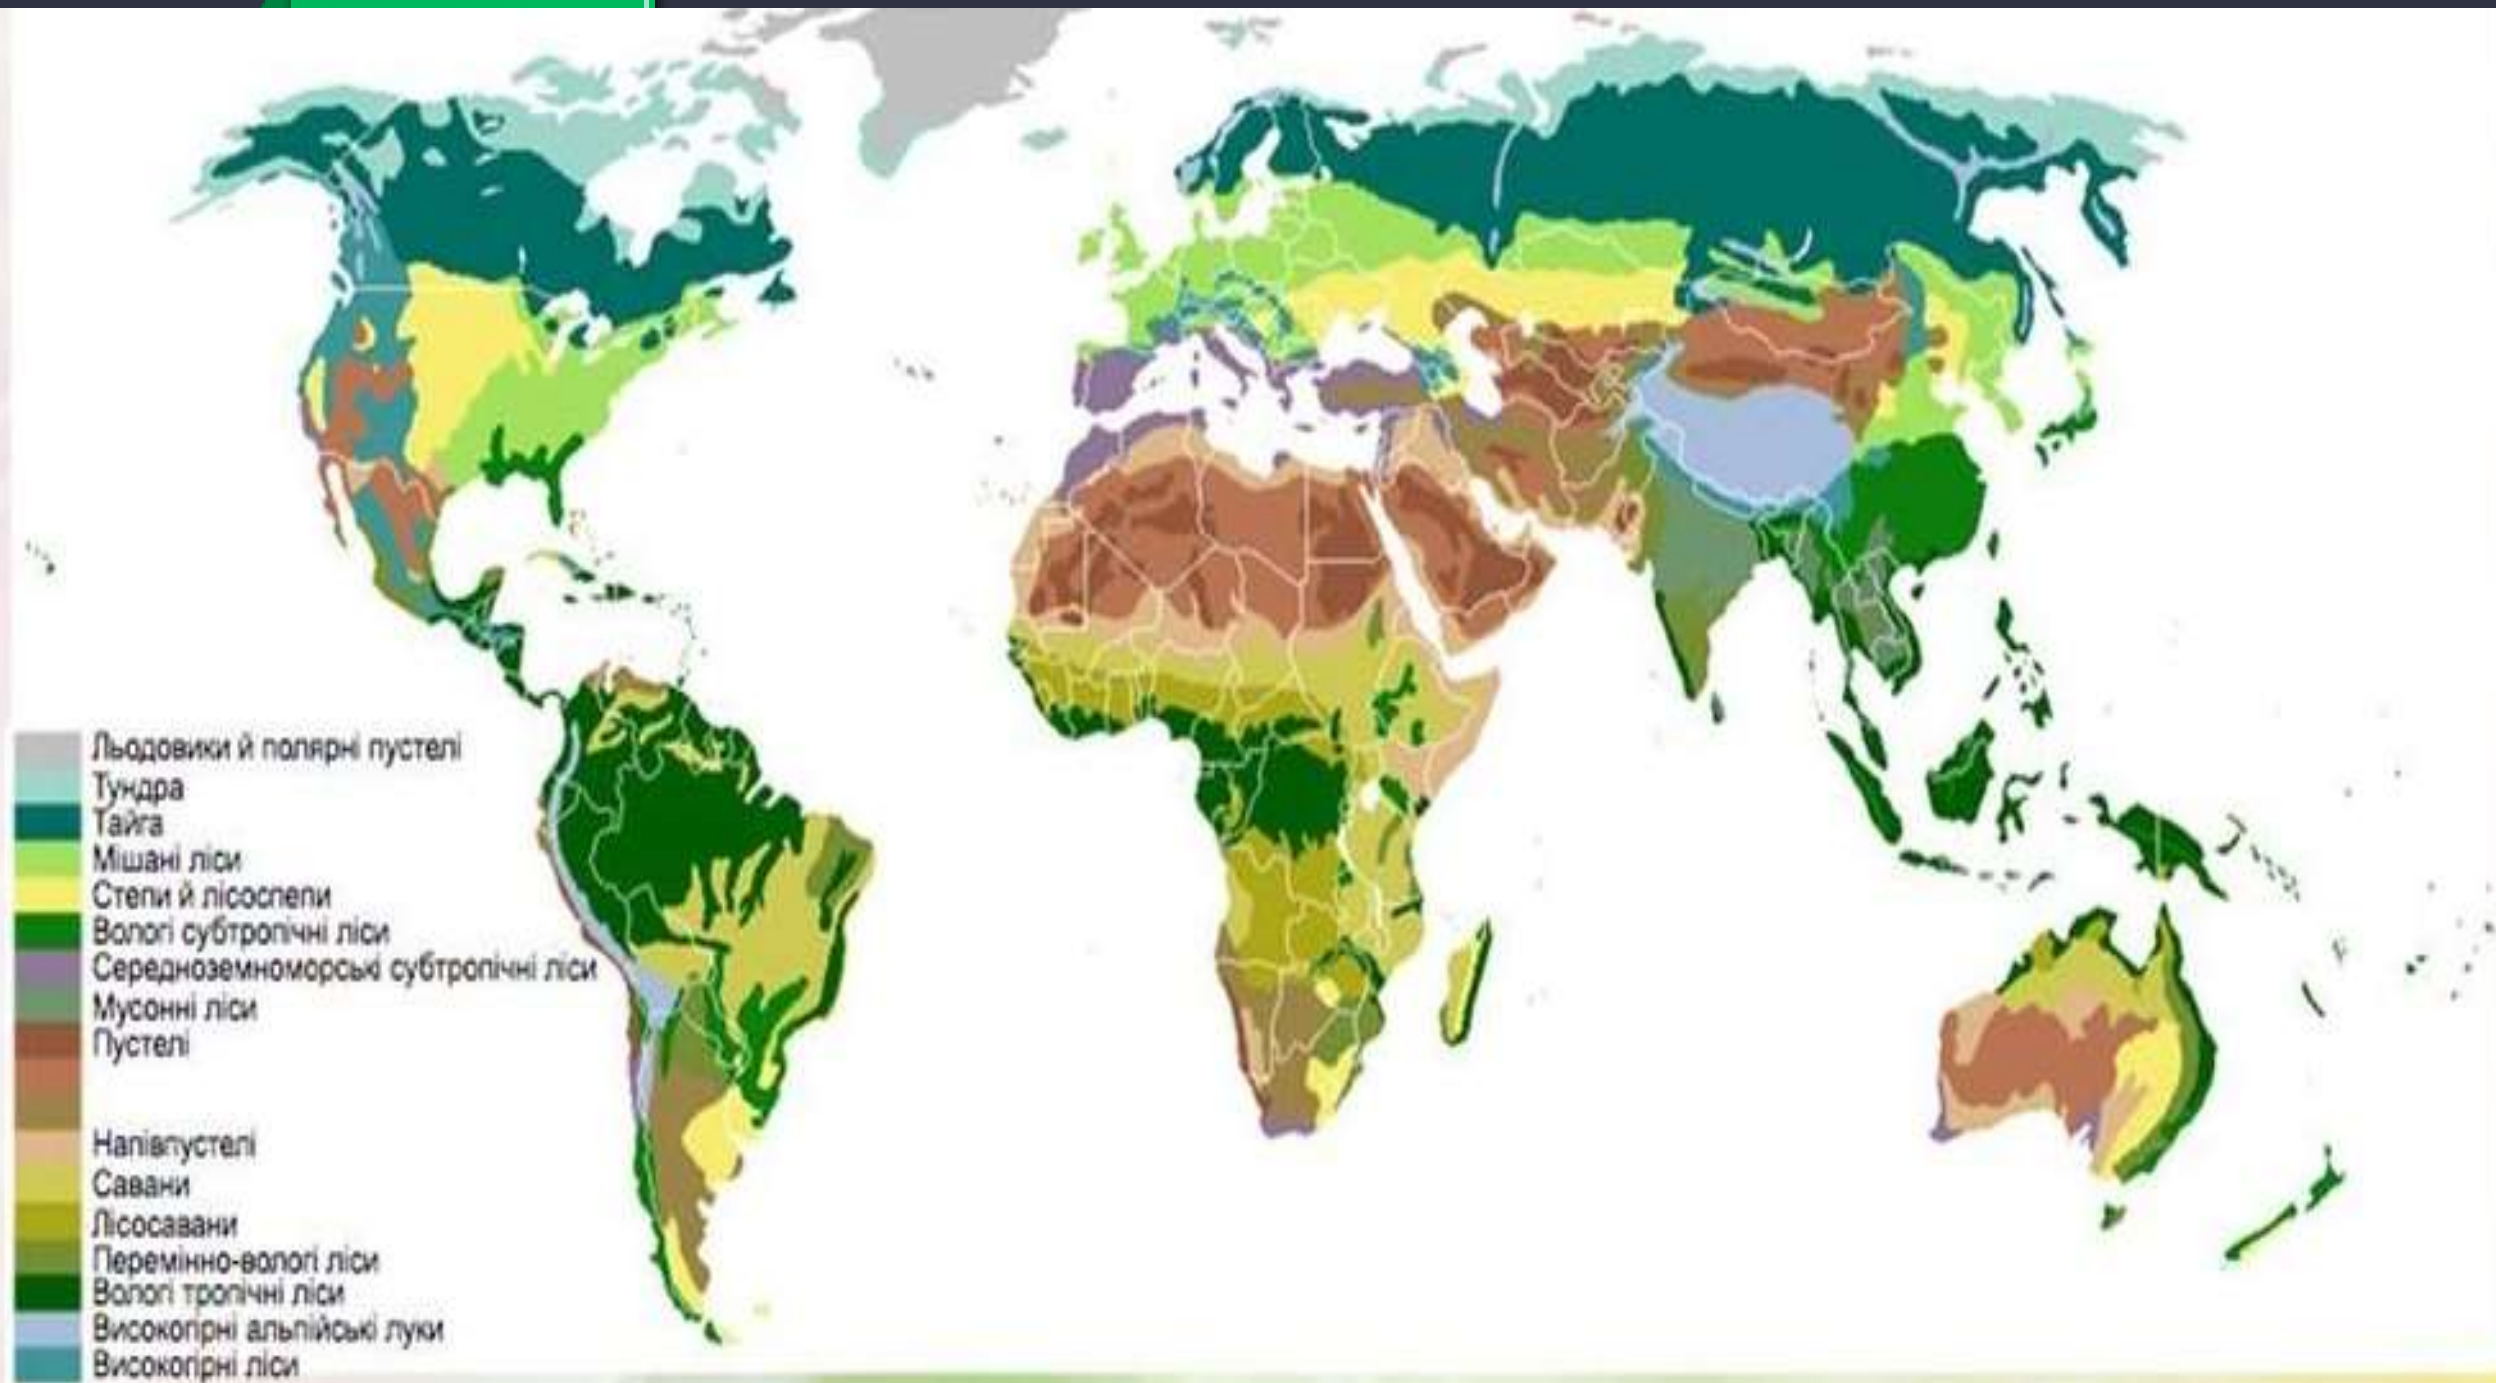 Льодовики й полярні пустелі
Тундра
Тайга
Мішані ліси
Степи й лісоспепи
Вологі субтропічні ліси
Середноземноморські субтропічні ліси
Мусонні ліси
Пустелі
Напівпустелі
Савани
Лісосавани
Перемінно-вологі ліси
Вологі тропічні ліси
Високогірні альпійські луки
Високогірні ліси